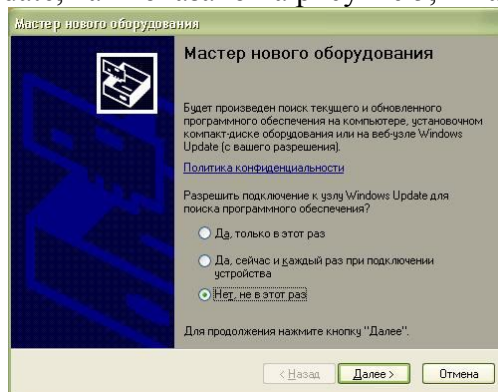 Мастер нового оборудования
Мастер нового оборудования
Будет произведен поиск текущего и обновленного
программного обеспечения на компьютере, установочном
компакт-диске оборудования или на веб-узле Windows
Update (с вашего разрешения).
Политика конфиденциальности
Разрешить подключение к узлу Windows Update для
поиска программного обеспечения?
Да, только в этот раз
Да, сейчас и каждый раз при подключении
устройства
Нет, не в этот раз
Для продолжения нажмите кнопку "Далее".
< Назад Далее > Отмена